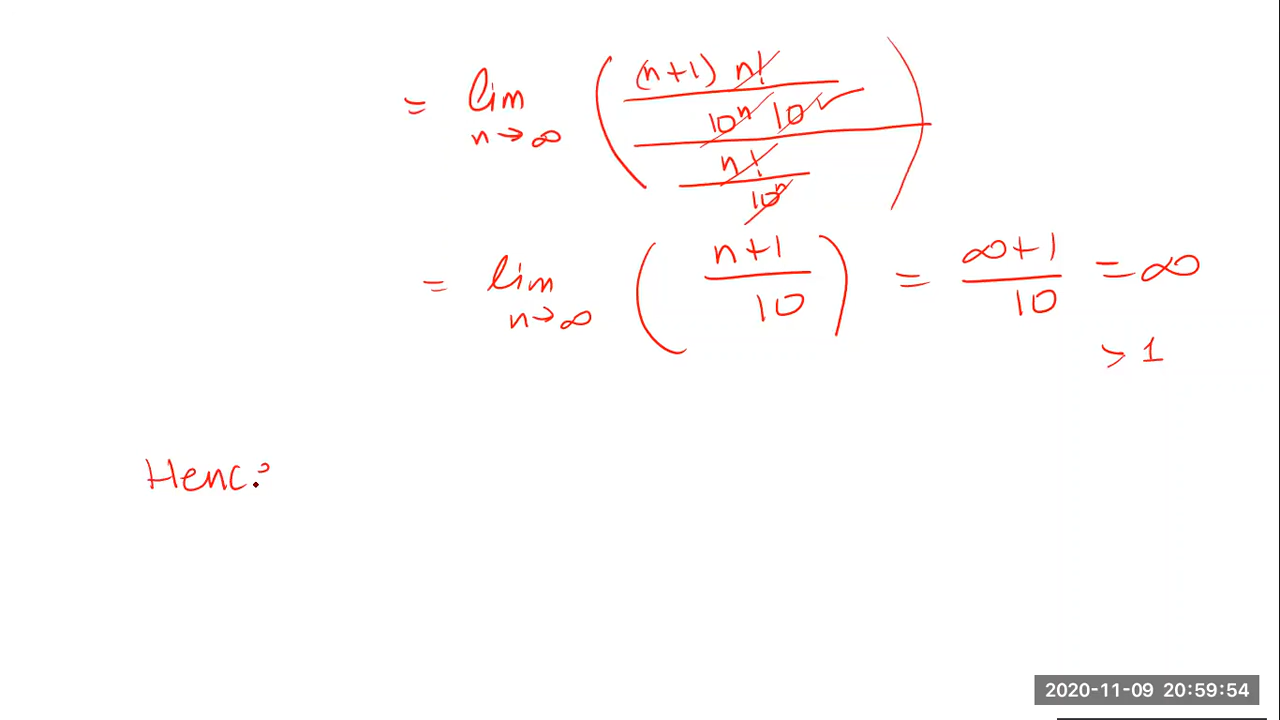 = lim n→∞ ( (n+1) n! / 10ⁿ 10 / n! / 10ⁿ )
= lim n→∞ ( n+1 / 10 ) = ∞+1 / 10 = ∞
> 1
Henc
2020-11-09 20:59:54